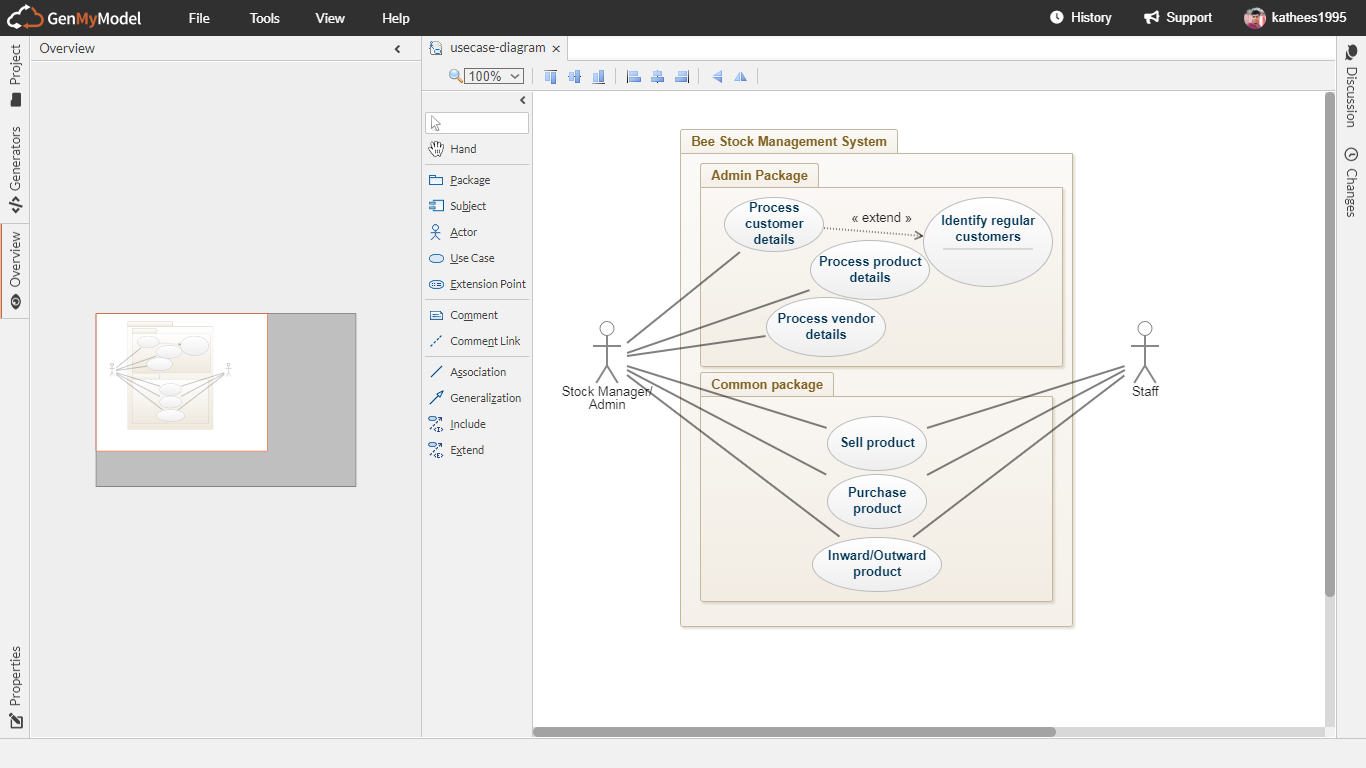 GenMyModel File Tools View Help History Support kathees1995
Project
Generators
Overview
Properties
Overview
usecase-diagram
100%
Hand
Package
Subject
Actor
Use Case
Extension Point
Comment
Comment Link
Association
Generalization
Include
Extend
Bee Stock Management System
Admin Package
Process
customer
details
« extend »
Identify regular
customers
Process product
details
Process vendor
details
Stock Manager/
Admin
Staff
Common package
Sell product
Purchase
product
Inward/Outward
product
Discussion
Changes